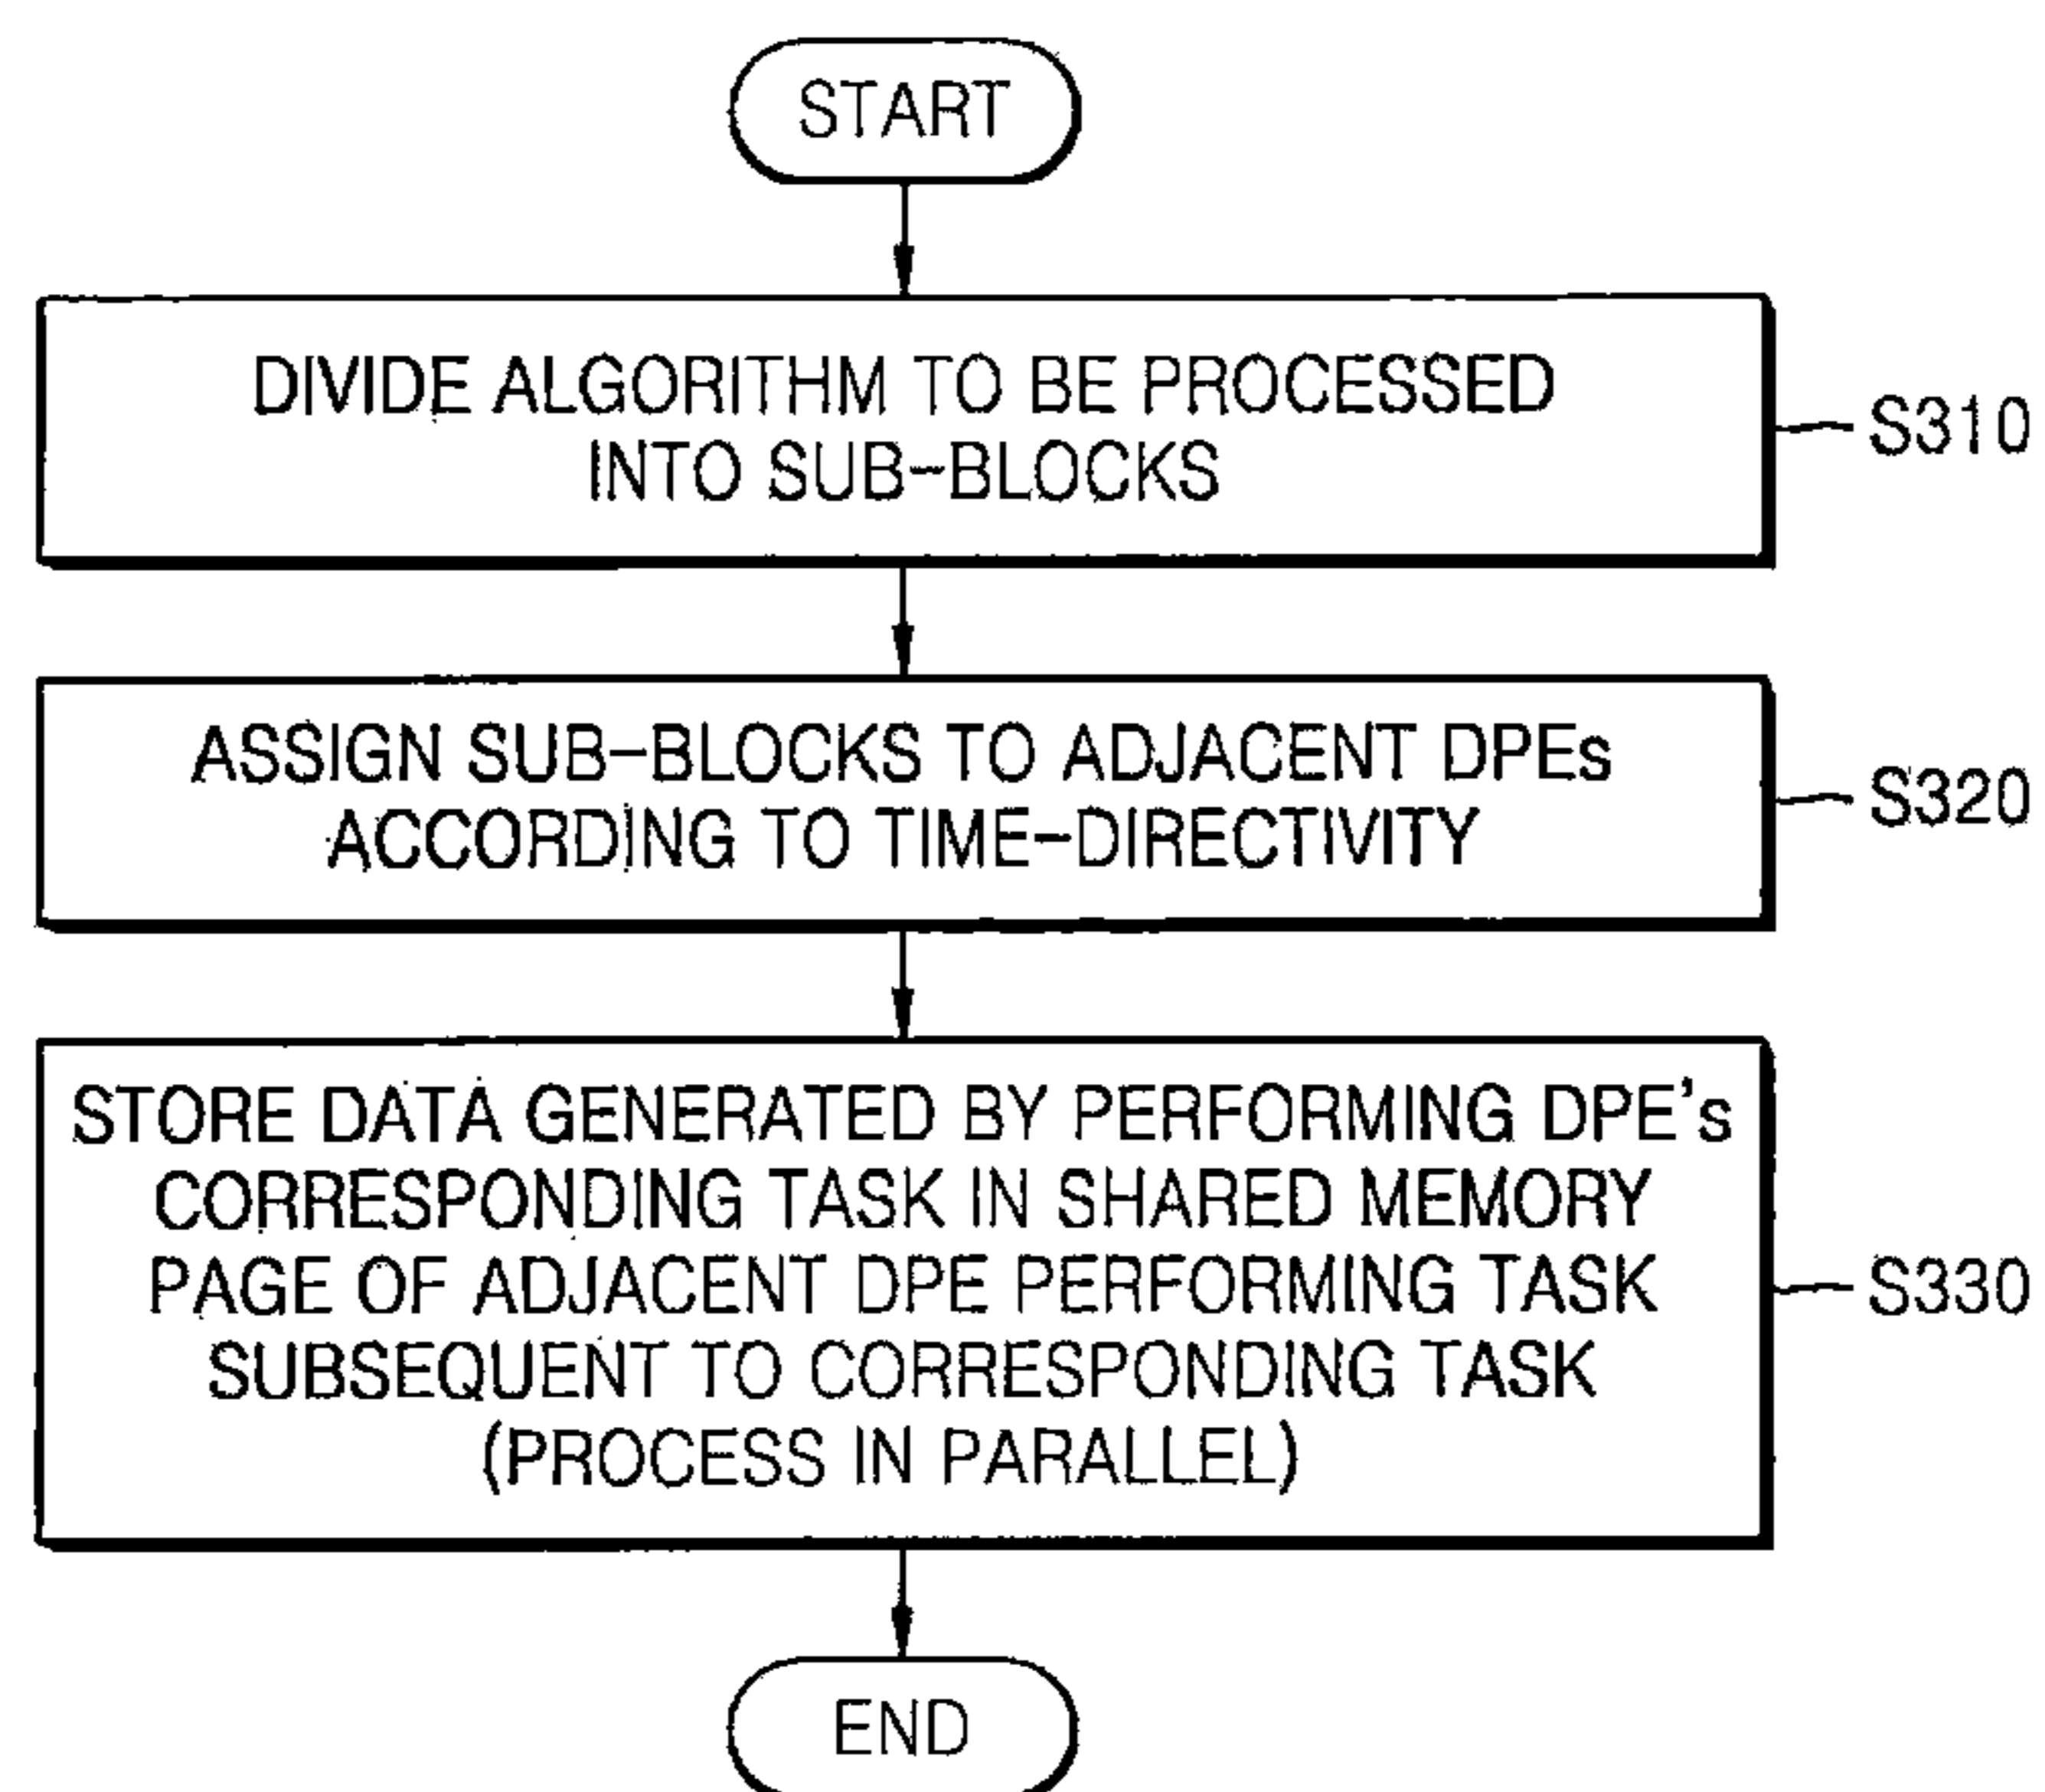 START
DIVIDE ALGORITHM TO BE PROCESSED
INTO SUB-BLOCKS
S310
ASSIGN SUB-BLOCKS TO ADJACENT DPEs
ACCORDING TO TIME-DIRECTIVITY
S320
STORE DATA GENERATED BY PERFORMING DPE's
CORRESPONDING TASK IN SHARED MEMORY
PAGE OF ADJACENT DPE PERFORMING TASK
SUBSEQUENT TO CORRESPONDING TASK
(PROCESS IN PARALLEL)
S330
END